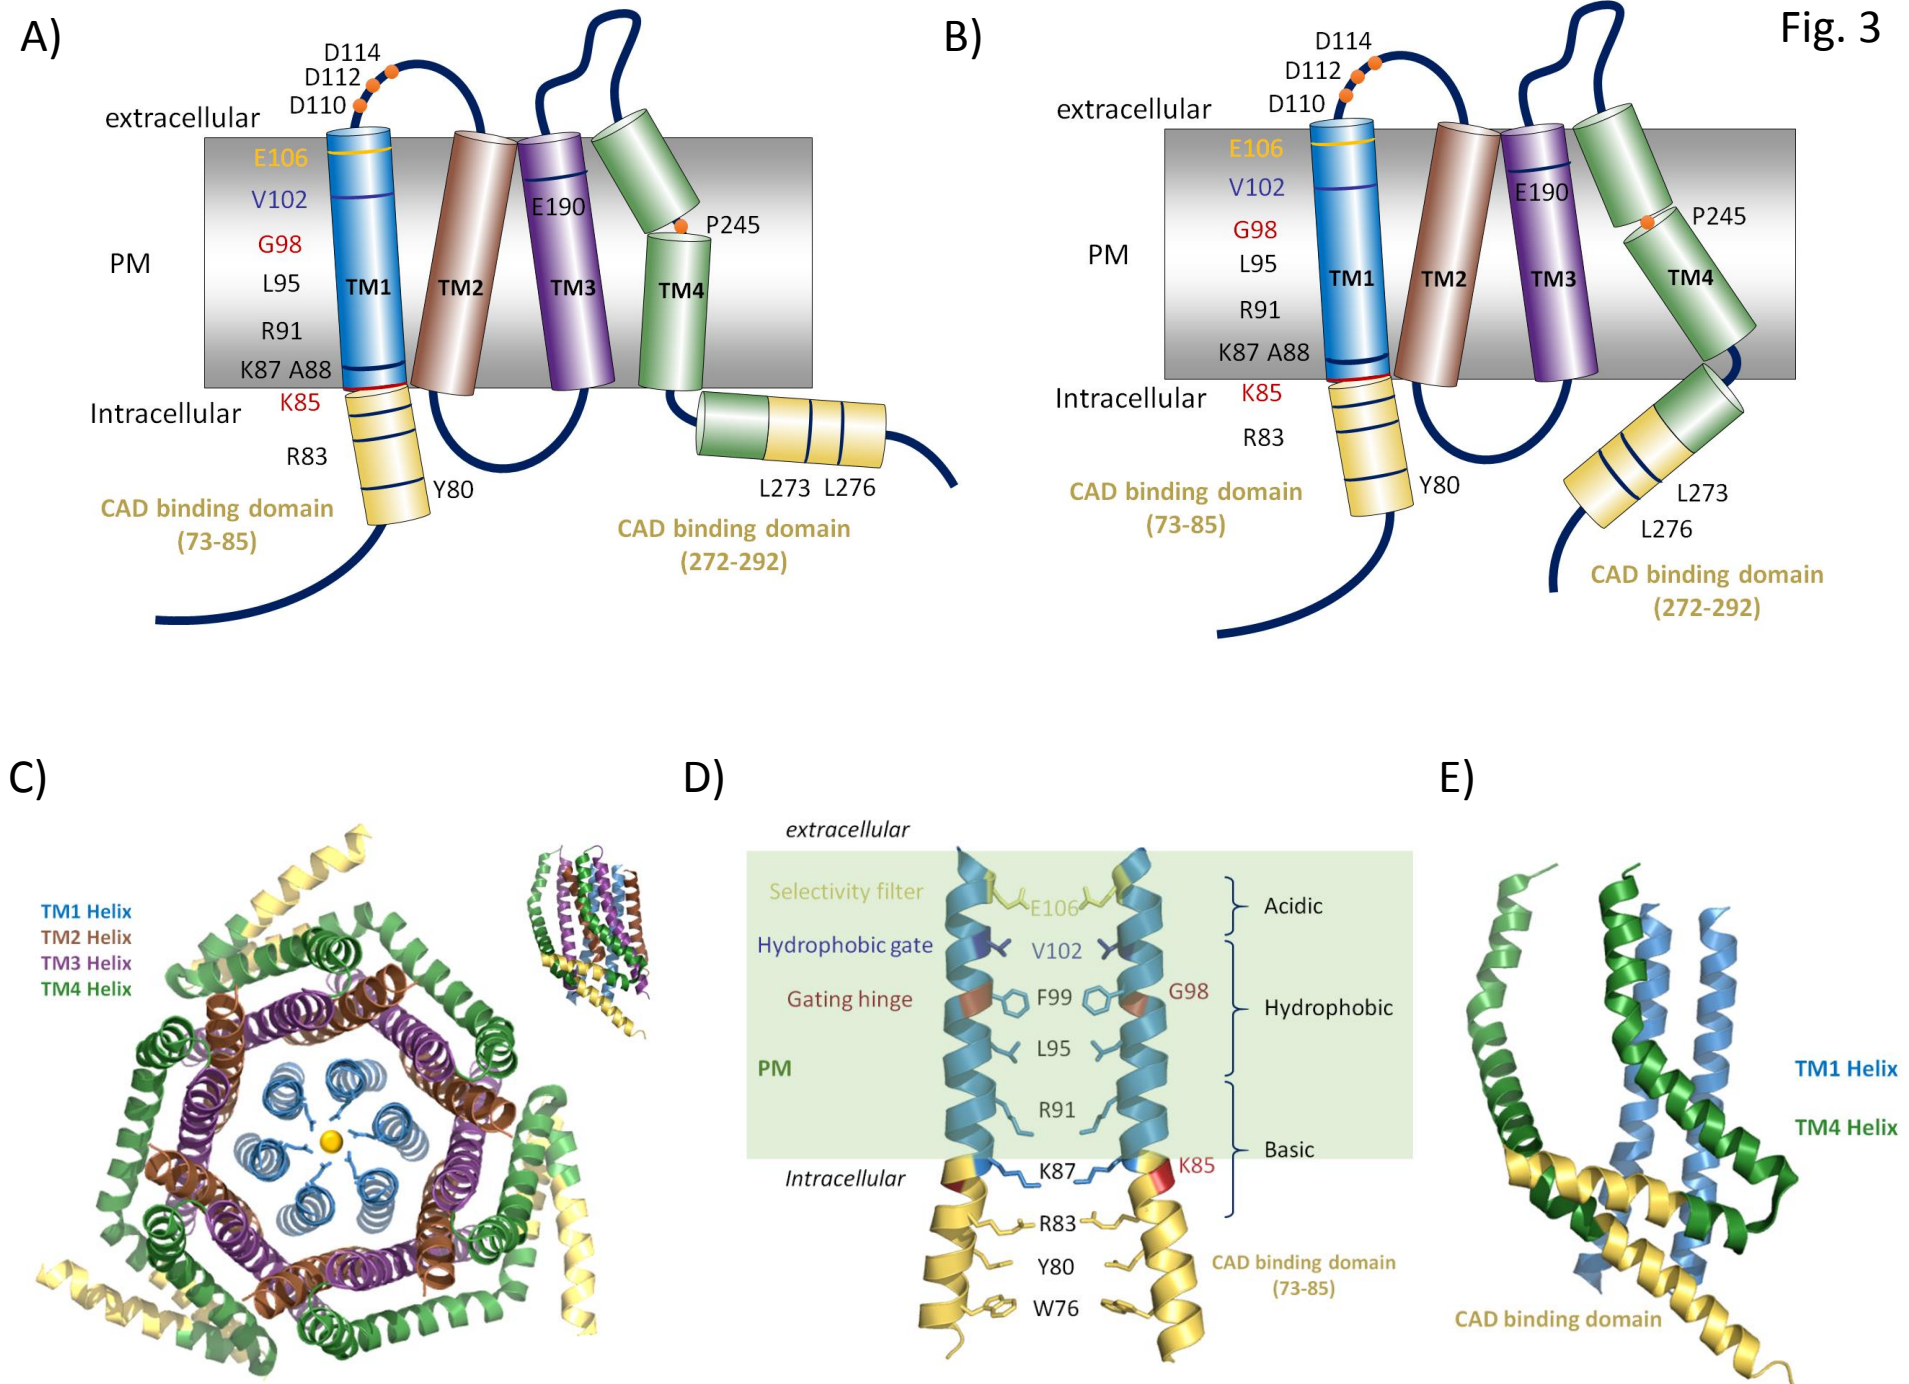 Fig. 3
A)
D114
D112
D110
extracellular
E106
V102
G98
L95
R91
K87 A88
K85
PM
Intracellular
R83
Y80
CAD binding domain
(73-85)
TM1
TM2
TM3
TM4
E190
P245
L273 L276
CAD binding domain
(272-292)
B)
D114
D112
D110
extracellular
E106
V102
G98
L95
R91
K87 A88
K85
PM
Intracellular
R83
Y80
CAD binding domain
(73-85)
TM1
TM2
TM3
TM4
E190
P245
L273
L276
CAD binding domain
(272-292)
C)
TM1 Helix
TM2 Helix
TM3 Helix
TM4 Helix
D)
extracellular
Selectivity filter
E106
Acidic
Hydrophobic gate
V102
Gating hinge
F99
G98
Hydrophobic
L95
PM
R91
Basic
Intracellular
K87
K85
R83
Y80
W76
CAD binding domain
(73-85)
E)
TM1 Helix
TM4 Helix
CAD binding domain